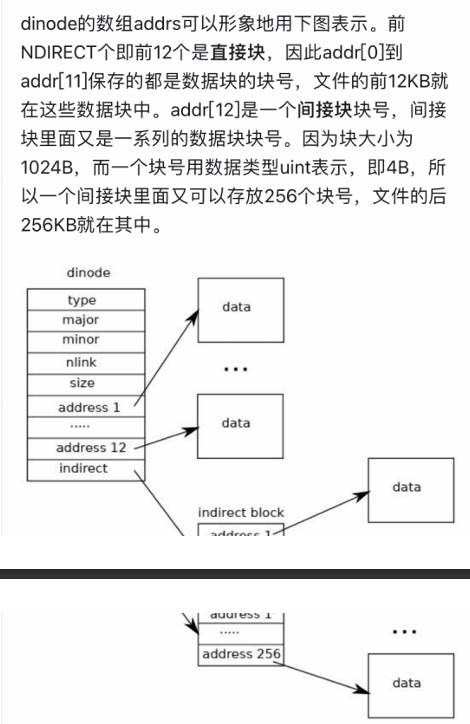 dinode的数组addrs可以形象地用下图表示。前
NDIRECT个即前12个是直接块，因此addr[0]到
addr[11]保存的都是数据块的块号，文件的前12KB就
在这些数据块中。addr[12]是一个间接块块号，间接
块里面又是一系列的数据块块号。因为块大小为
1024B，而一个块号用数据类型uint表示，即4B，所
以一个间接块里面又可以存放256个块号，文件的后
256KB就在其中。
dinode
type
major
minor
nlink
size
address 1
.....
address 12
indirect
data
...
data
indirect block
address 1
data
address 1
.....
address 256
...
data